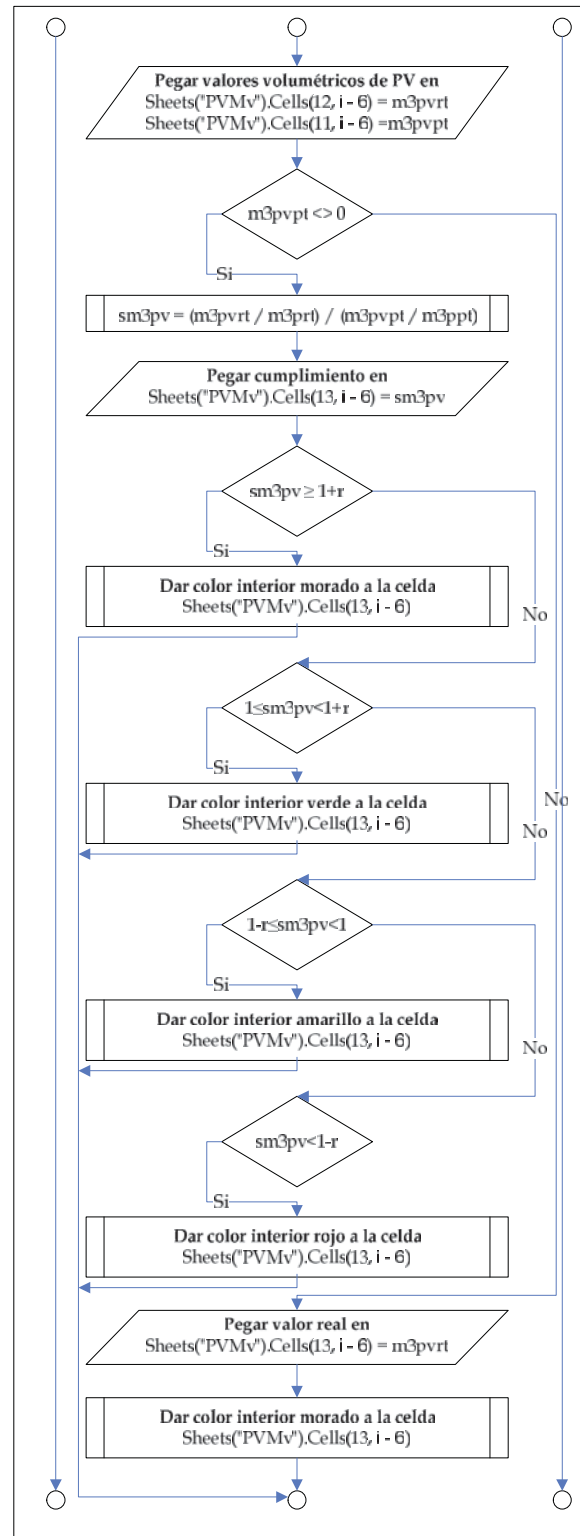 Pegar valores volumétricos de PV en
Sheets("PVMv").Cells(12, i - 6) = m3pvrt
Sheets("PVMv").Cells(11, i - 6) =m3pvpt
m3pvpt <> 0
Si
sm3pv = (m3pvrt / m3prt) / (m3pvpt / m3ppt)
Pegar cumplimiento en
Sheets("PVMv").Cells(13, i - 6) = sm3pv
sm3pv ≥ 1+r
Si
Dar color interior morado a la celda
Sheets("PVMv").Cells(13, i - 6)
No
1≤sm3pv<1+r
Si
Dar color interior verde a la celda
Sheets("PVMv").Cells(13, i - 6)
No
No
1-r≤sm3pv<1
Si
Dar color interior amarillo a la celda
Sheets("PVMv").Cells(13, i - 6)
No
sm3pv<1-r
Si
Dar color interior rojo a la celda
Sheets("PVMv").Cells(13, i - 6)
Pegar valor real en
Sheets("PVMv").Cells(13, i - 6) = m3pvrt
Dar color interior morado a la celda
Sheets("PVMv").Cells(13, i - 6)